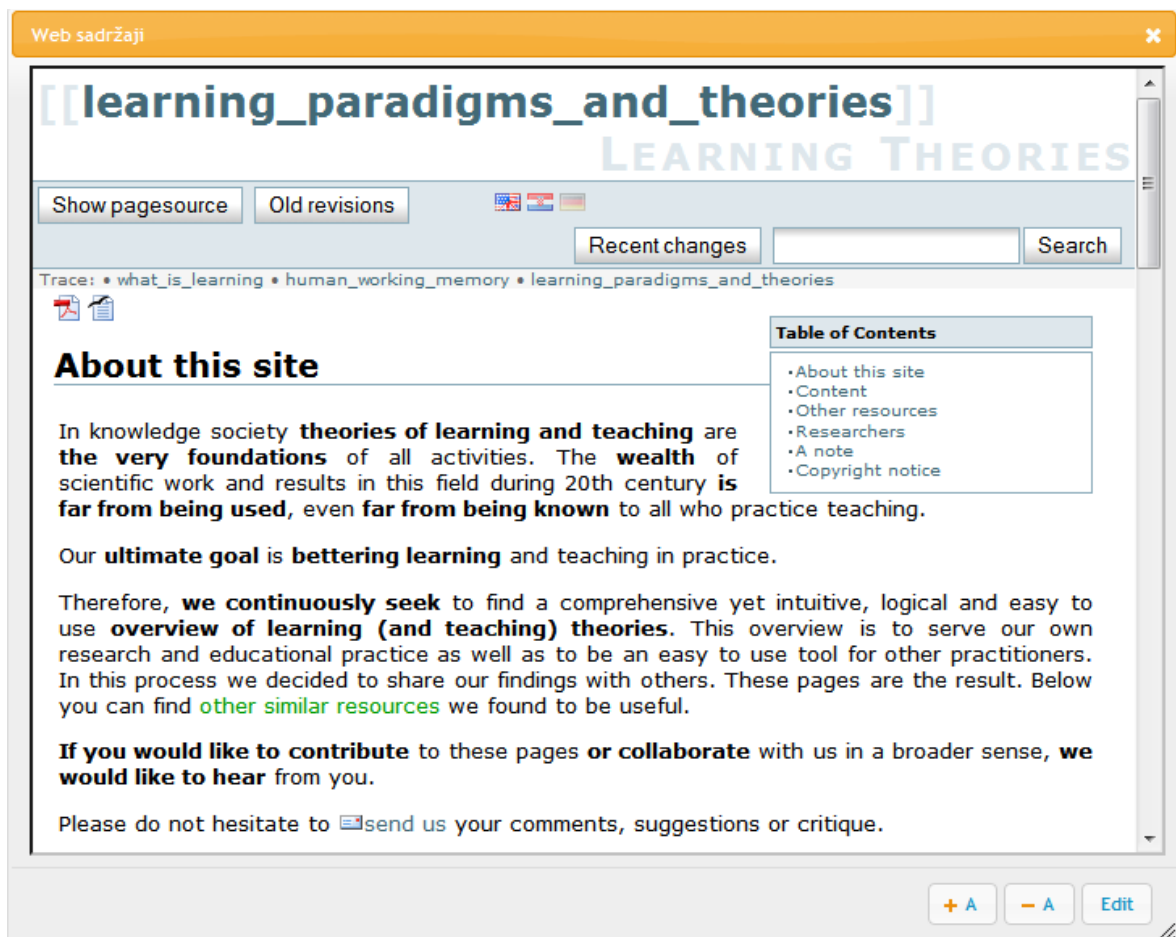 Web sadržaji
[[learning_paradigms_and_theories]]
LEARNING THEORIES
Show pagesource Old revisions
Recent changes Search
Trace: • what_is_learning • human_working_memory • learning_paradigms_and_theories
Table of Contents
•About this site
•Content
•Other resources
•Researchers
•A note
•Copyright notice
About this site
In knowledge society theories of learning and teaching are
the very foundations of all activities. The wealth of
scientific work and results in this field during 20th century is
far from being used, even far from being known to all who practice teaching.
Our ultimate goal is bettering learning and teaching in practice.
Therefore, we continuously seek to find a comprehensive yet intuitive, logical and easy to
use overview of learning (and teaching) theories. This overview is to serve our own
research and educational practice as well as to be an easy to use tool for other practitioners.
In this process we decided to share our findings with others. These pages are the result. Below
you can find other similar resources we found to be useful.
If you would like to contribute to these pages or collaborate with us in a broader sense, we
would like to hear from you.
Please do not hesitate to send us your comments, suggestions or critique.
+ A − A Edit